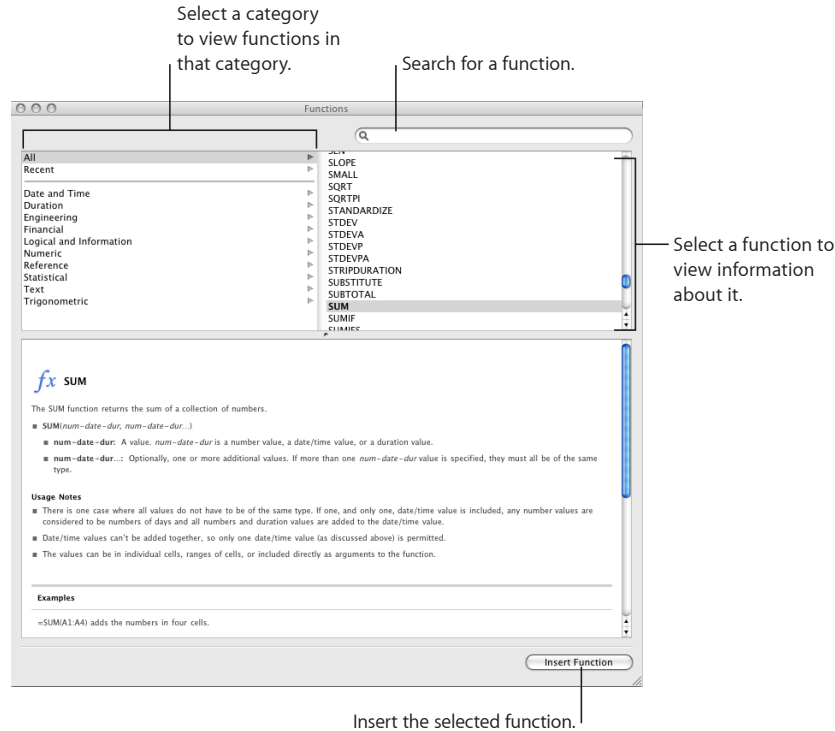 Select a category
to view functions in
that category.
Search for a function.
Functions
All
Recent
Date and Time
Duration
Engineering
Financial
Logical and Information
Numeric
Reference
Statistical
Text
Trigonometric
SLOPE
SMALL
SQRT
SQRTPI
STANDARDIZE
STDEV
STDEVA
STDEVP
STDEVPA
STRIPDURATION
SUBSTITUTE
SUBTOTAL
SUM
SUMIF
SUMIFS
Select a function to
view information
about it.
fx SUM
The SUM function returns the sum of a collection of numbers.
▪ SUM(num-date-dur, num-date-dur...)
▪ num-date-dur: A value. num-date-dur is a number value, a date/time value, or a duration value.
▪ num-date-dur...: Optionally, one or more additional values. If more than one num-date-dur value is specified, they must all be of the same
type.
Usage Notes
▪ There is one case where all values do not have to be of the same type. If one, and only one, date/time value is included, any number values are
considered to be numbers of days and all numbers and duration values are added to the date/time value.
▪ Date/time values can't be added together, so only one date/time value (as discussed above) is permitted.
▪ The values can be in individual cells, ranges of cells, or included directly as arguments to the function.
Examples
=SUM(A1:A4) adds the numbers in four cells.
Insert Function
Insert the selected function.